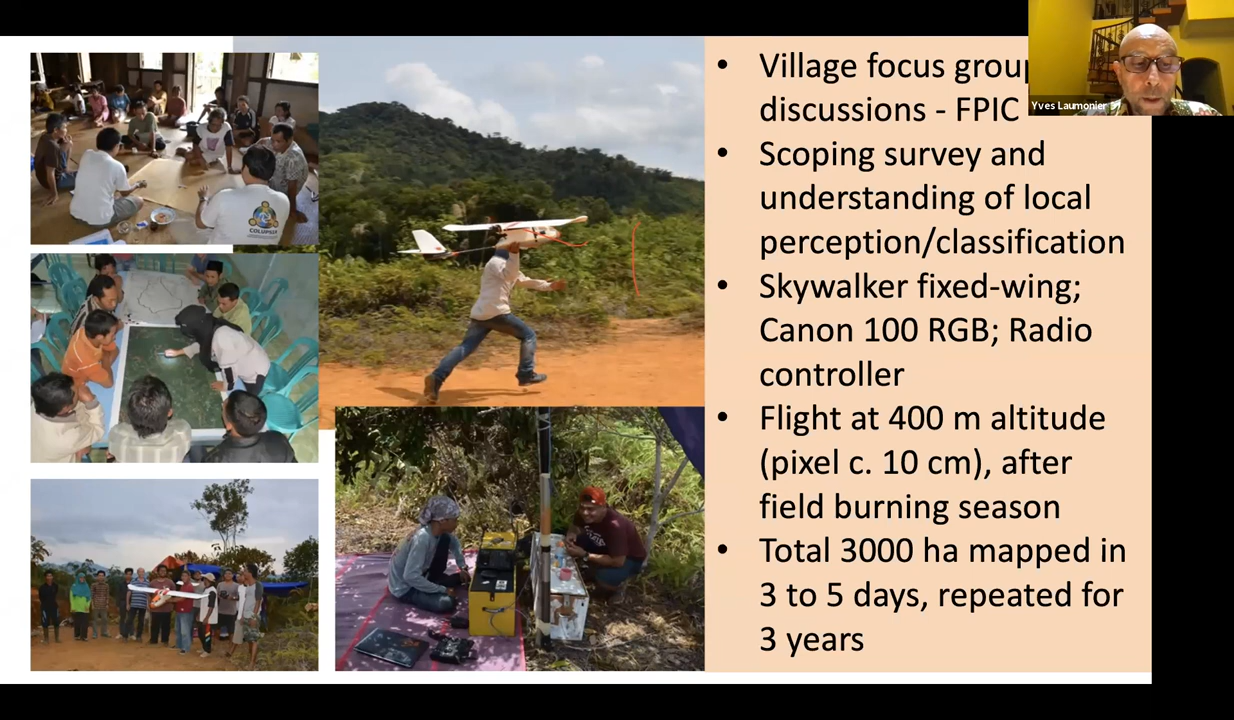 • Village focus group
discussions - FPIC
• Scoping survey and
understanding of local
perception/classification
• Skywalker fixed-wing;
Canon 100 RGB; Radio
controller
• Flight at 400 m altitude
(pixel c. 10 cm), after
field burning season
• Total 3000 ha mapped in
3 to 5 days, repeated for
3 years
Yves Laumonier
COLUPSIA